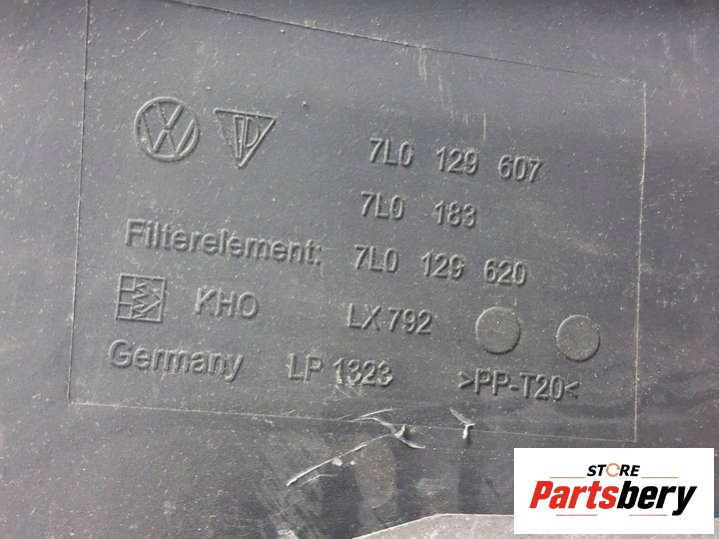 7L0 129 607
7L0 183
Filterelement: 7L0 129 620
KHO LX 792
Germany LP 1323 >PP-T20<
STORE
Partsbery